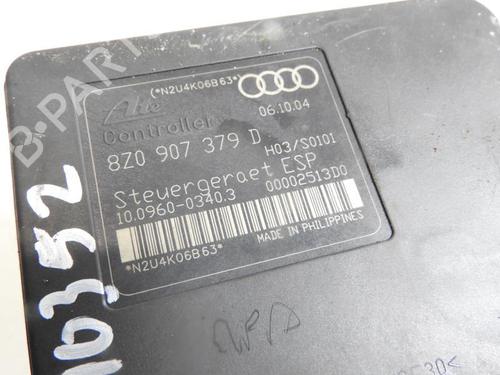 (*N2U4K06B63*)
Ate
06.10.04
Controller
8Z0 907 379 D
H03/S0101
Steuergeraet ESP
10.0960-0340.3
00002513D0
MADE IN PHILIPPINES
*N2U4K06B63*
B-PARTS